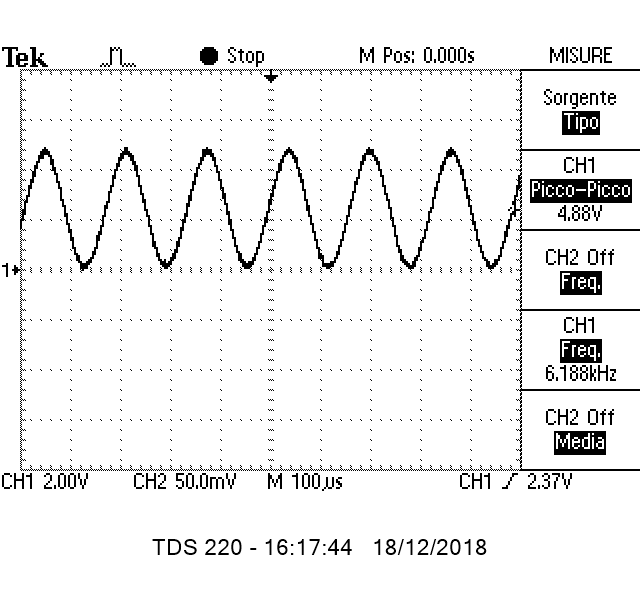 Tek Stop M Pos: 0.000s MISURE
Sorgente
Tipo
CH1
Picco-Picco
4.88V
CH2 Off
Freq.
CH1
Freq.
6.188kHz
CH2 Off
Media
1
CH1 2.00V CH2 50.0mV M 100µs CH1 2.37V
TDS 220 - 16:17:44 18/12/2018